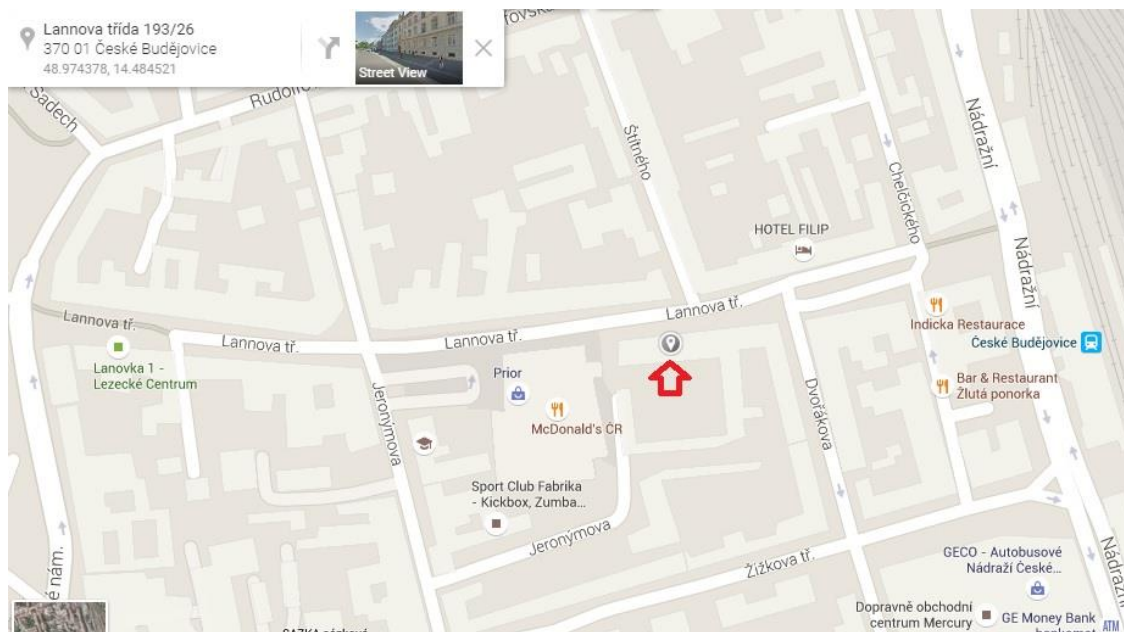 Lannova třída 193/26
370 01 České Budějovice
48.974378, 14.484521
Street View
Sadech
Nádražní
Štítného
Chelčického
HOTEL FILIP
Nádražní
Lannova tř.
Lannova tř.
Lannova tř.
Lannova tř.
Indicka Restaurace
České Budějovice
Lanovka 1 -
Lezecké Centrum
Prior
Bar & Restaurant
Žlutá ponorka
Jeronýmova
Dvořákova
McDonald's ČR
Sport Club Fabrika
- Kickbox, Zumba...
Jeronýmova
Žižkova tř.
GECO - Autobusové
Nádraží České...
Nádražní
é nám.
Dopravně obchodní
centrum Mercury
GE Money Bank
ATM